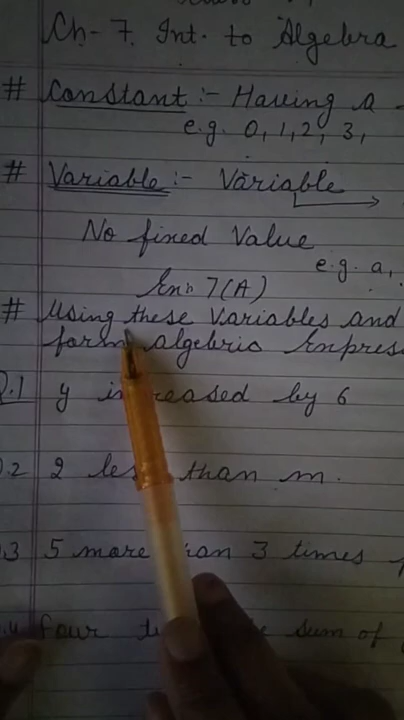 Ch- 7. Int. to Algebra
# Constant :- Having a
e.g. 0, 1, 2, 3,
# Variable :- Variable
No fixed Value
e.g. a,
Exn 7(A)
# Using these Variables and
form algebric Expres
Q.1 y increased by 6
2 2 less than m.
3 5 more than 3 times
four the sum of